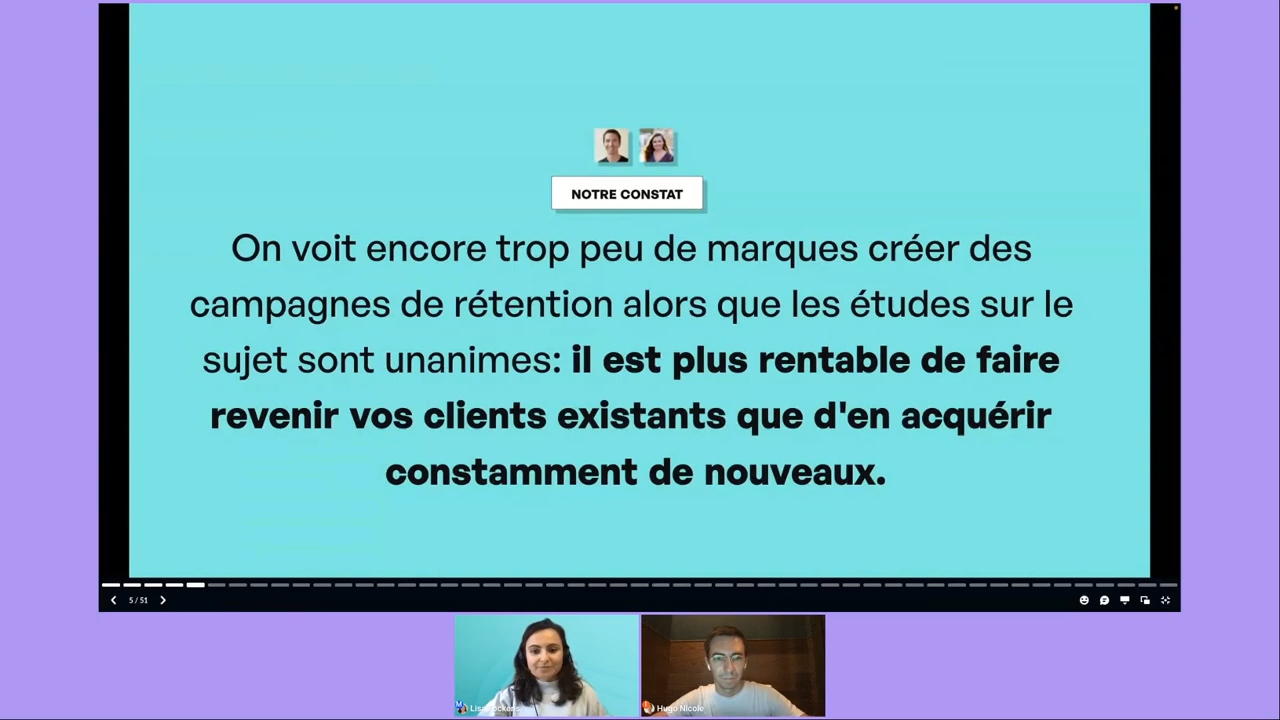 NOTRE CONSTAT
On voit encore trop peu de marques créer des
campagnes de rétention alors que les études sur le
sujet sont unanimes: il est plus rentable de faire
revenir vos clients existants que d'en acquérir
constamment de nouveaux.
5 / 51
Hugo Nicole